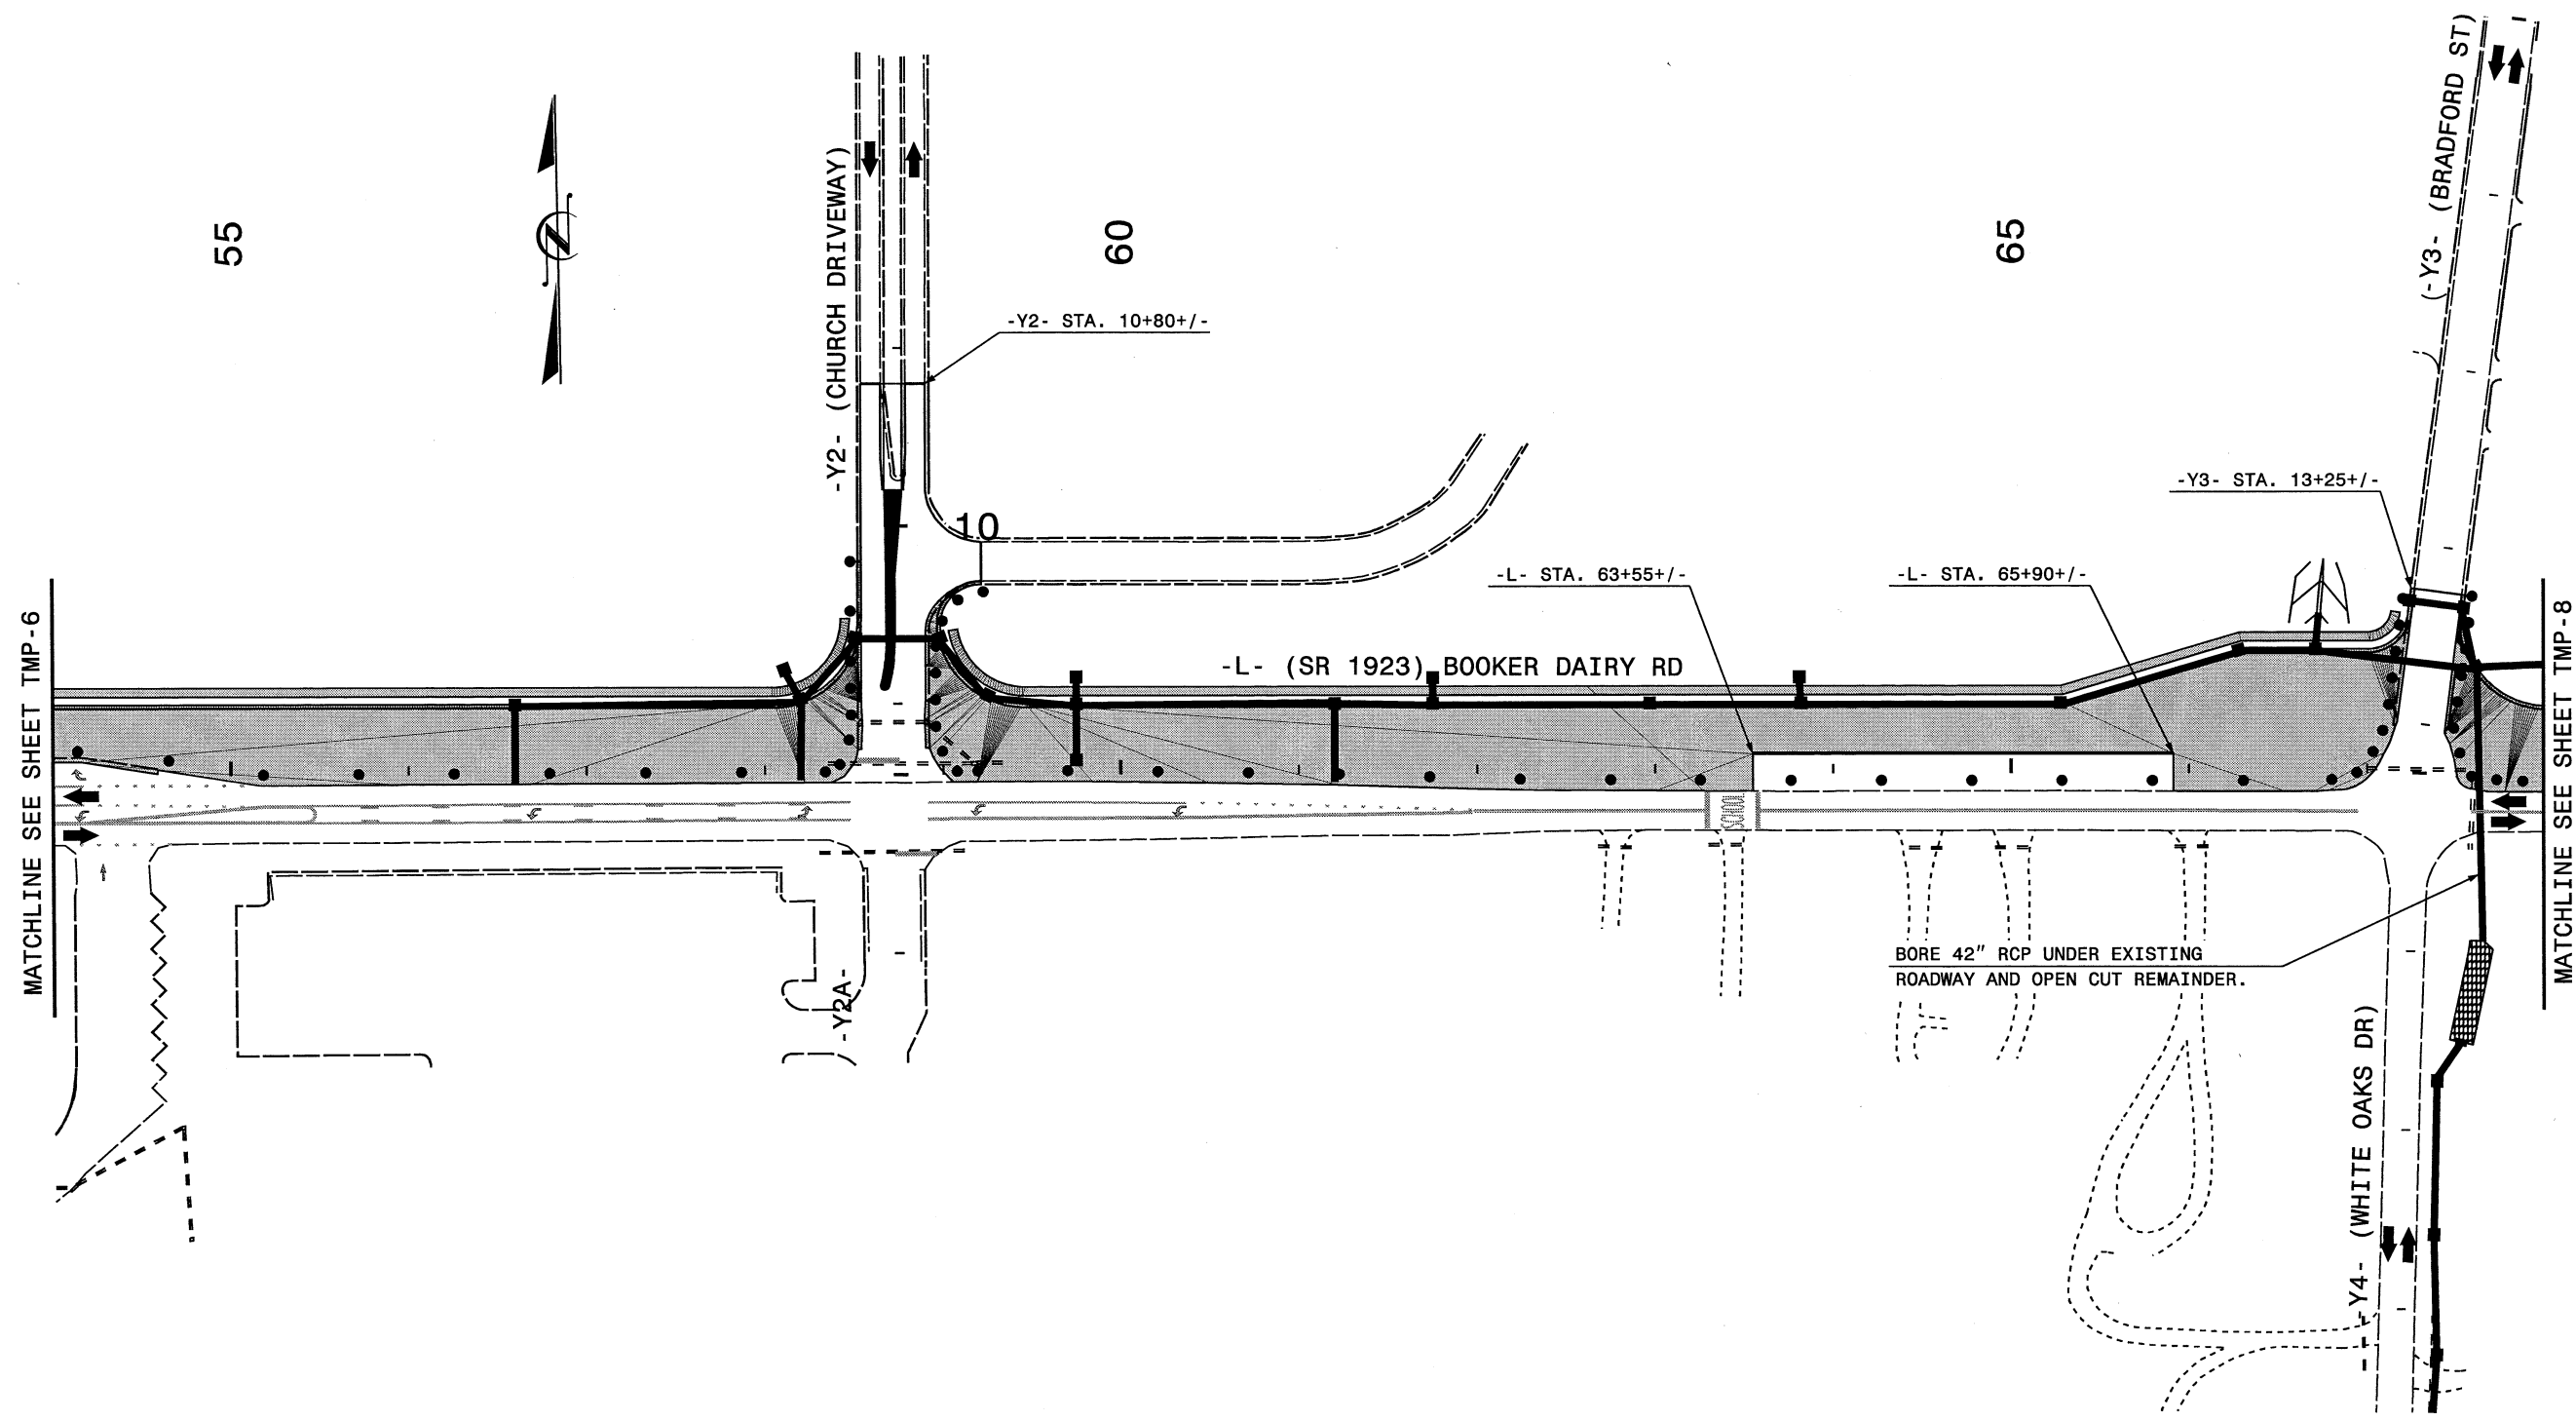 55
60
65
-Y2- (CHURCH DRIVEWAY)
(-Y3- (BRADFORD ST)
-Y2- STA. 10+80+/-
-Y3- STA. 13+25+/-
10
-L- STA. 63+55+/-
-L- STA. 65+90+/-
MATCHLINE SEE SHEET TMP-6
-L- (SR 1923) BOOKER DAIRY RD
MATCHLINE SEE SHEET TMP-8
SCHOOL
BORE 42" RCP UNDER EXISTING
ROADWAY AND OPEN CUT REMAINDER.
-Y2A-
-Y4- (WHITE OAKS DR)